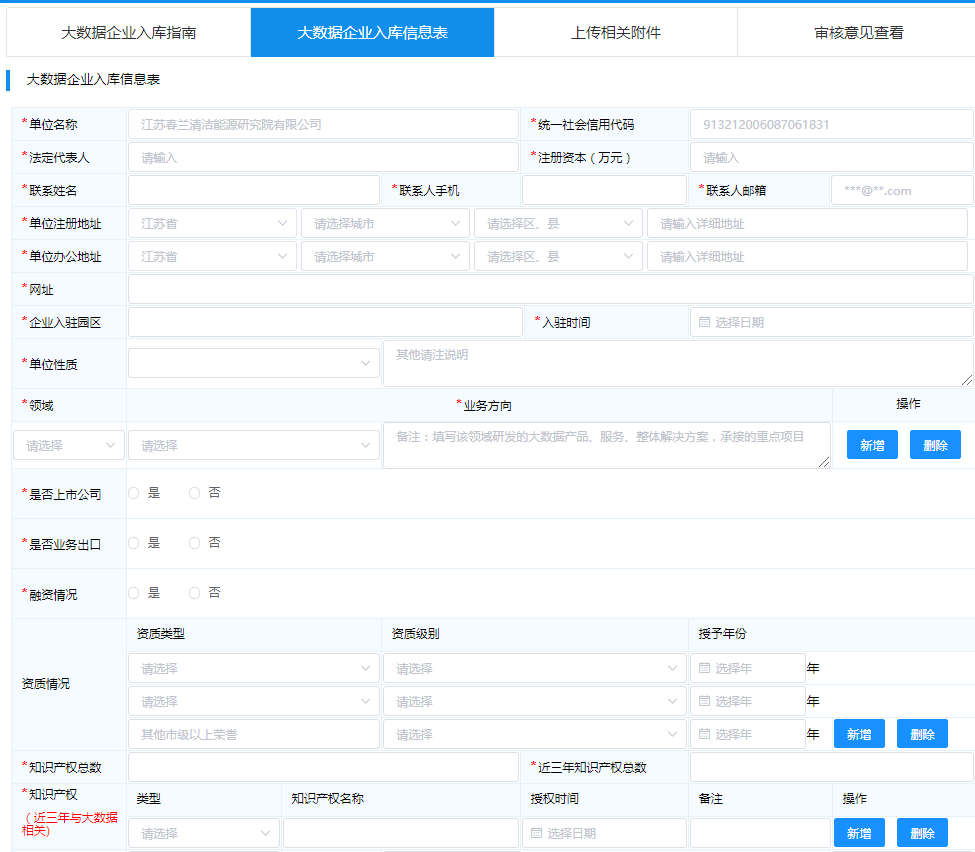 大数据企业入库指南 大数据企业入库信息表 上传相关附件 审核意见查看
大数据企业入库信息表
*单位名称 江苏春兰清洁能源研究院有限公司 *统一社会信用代码 913212006087061831
*法定代表人 请输入 *注册资本（万元） 请输入
*联系姓名 *联系人手机 *联系人邮箱 ***@**.com
*单位注册地址 江苏省 请选择城市 请选择区、县 请输入详细地址
*单位办公地址 江苏省 请选择城市 请选择区、县 请输入详细地址
*网址
*企业入驻园区 *入驻时间 选择日期
*单位性质 其他请注说明
*领域 *业务方向 操作
请选择 请选择 备注：填写该领域研发的大数据产品、服务、整体解决方案，承接的重点项目 新增 删除
*是否上市公司 是 否
*是否业务出口 是 否
*融资情况 是 否
资质类型 资质级别 授予年份
请选择 请选择 选择年 年
资质情况
请选择 请选择 选择年 年
其他市级以上荣誉 请选择 选择年 年 新增 删除
*知识产权总数 *近三年知识产权总数
*知识产权 类型 知识产权名称 授权时间 备注 操作
（近三年与大数据
相关） 请选择 选择日期 新增 删除